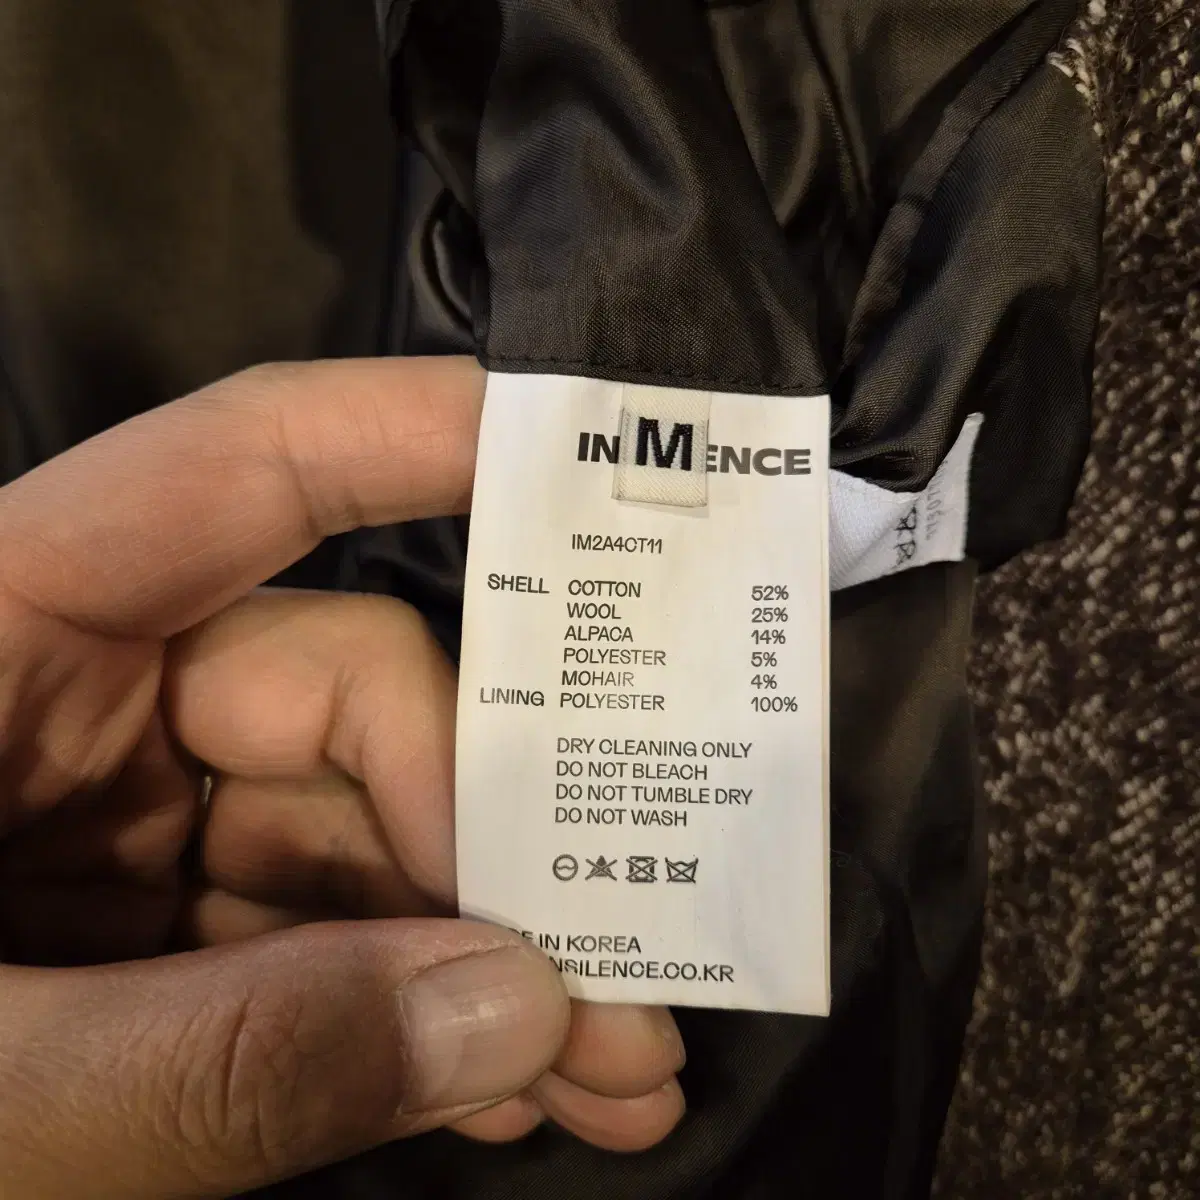 IN M ENCE
IM2A4CT11
SHELL COTTON 52%
WOOL 25%
ALPACA 14%
POLYESTER 5%
MOHAIR 4%
LINING POLYESTER 100%
DRY CLEANING ONLY
DO NOT BLEACH
DO NOT TUMBLE DRY
DO NOT WASH
IN KOREA
NSILENCE.CO.KR